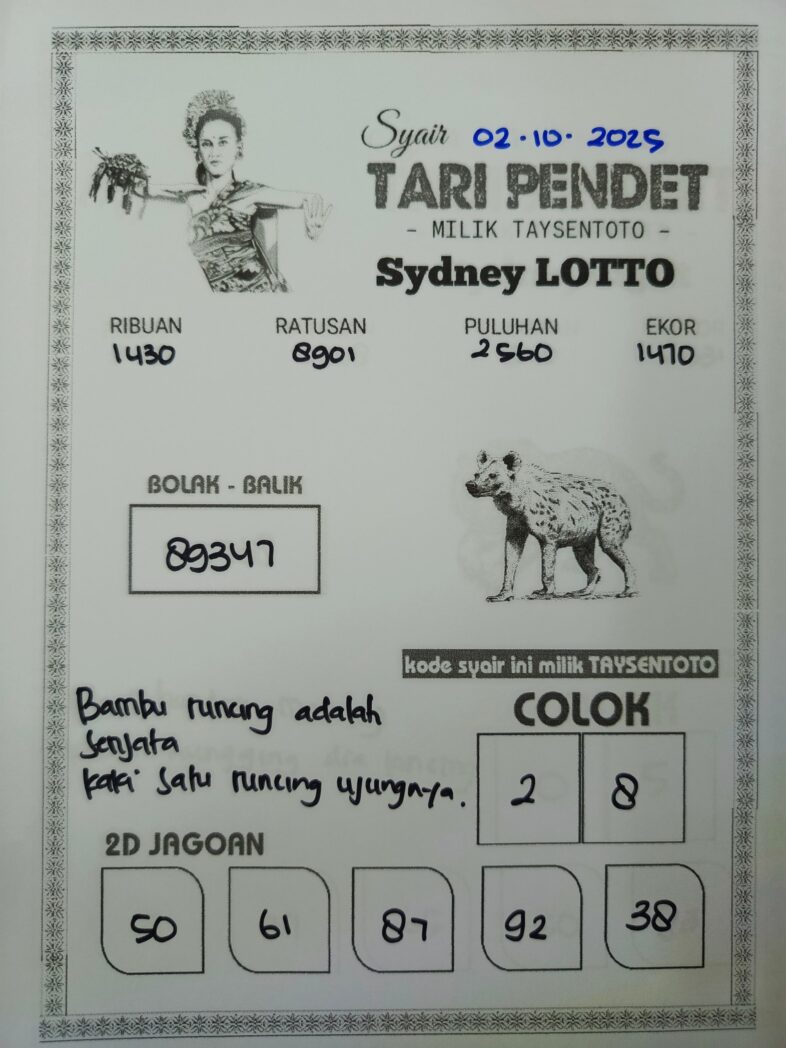 Syair 02·10·2025
TARI PENDET
- MILIK TAYSENTOTO -
Sydney LOTTO
RIBUAN RATUSAN PULUHAN EKOR
1430 8901 2560 1470
BOLAK - BALIK
89347
kode syair ini milik TAYSENTOTO
Bambu runcing adalah
senjata
kaki satu runcing ujungnya.
COLOK
2 8
2D JAGOAN
50 61 87 92 38